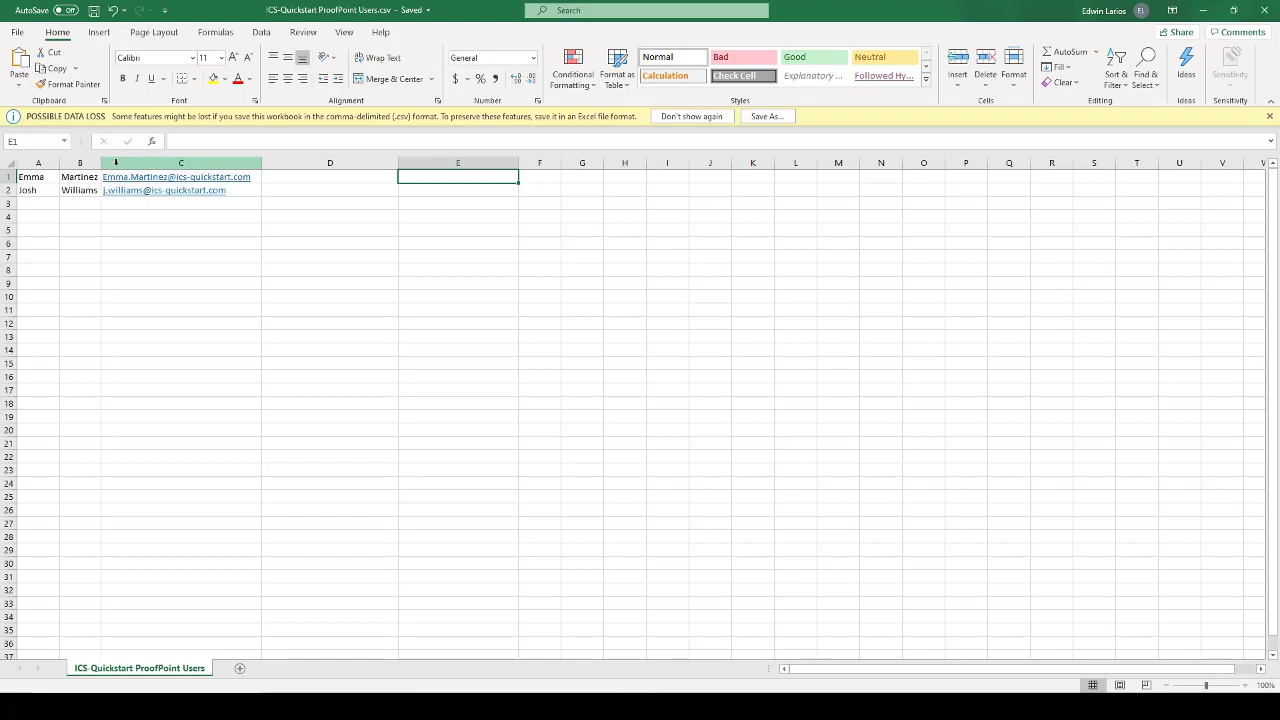 AutoSave Off ICS-Quickstart ProofPoint Users.csv - Saved Search Edwin Larios EL
File Home Insert Page Layout Formulas Data Review View Help Share Comments
Paste Cut Copy Format Painter
Clipboard
Calibri 11
B I U
Font
Wrap Text
Merge & Center
Alignment
General
$ %
Number
Conditional Formatting Format as Table
Normal Bad Good Neutral
Calculation Check Cell Explanatory ... Followed Hy...
Styles
Insert Delete Format
Cells
AutoSum Fill Clear Sort & Filter Find & Select
Editing
Ideas
Ideas
Sensitivity
Sensitivity
POSSIBLE DATA LOSS Some features might be lost if you save this workbook in the comma-delimited (.csv) format. To preserve these features, save it in an Excel file format. Don't show again Save As...
E1 fx
A B C D E F G H I J K L M N O P Q R S T U V W
1 Emma Martinez Emma.Martinez@ics-quickstart.com
2 Josh Williams j.williams@ics-quickstart.com
3
4
5
6
7
8
9
10
11
12
13
14
15
16
17
18
19
20
21
22
23
24
25
26
27
28
29
30
31
32
33
34
35
36
37
ICS-Quickstart ProofPoint Users
100%